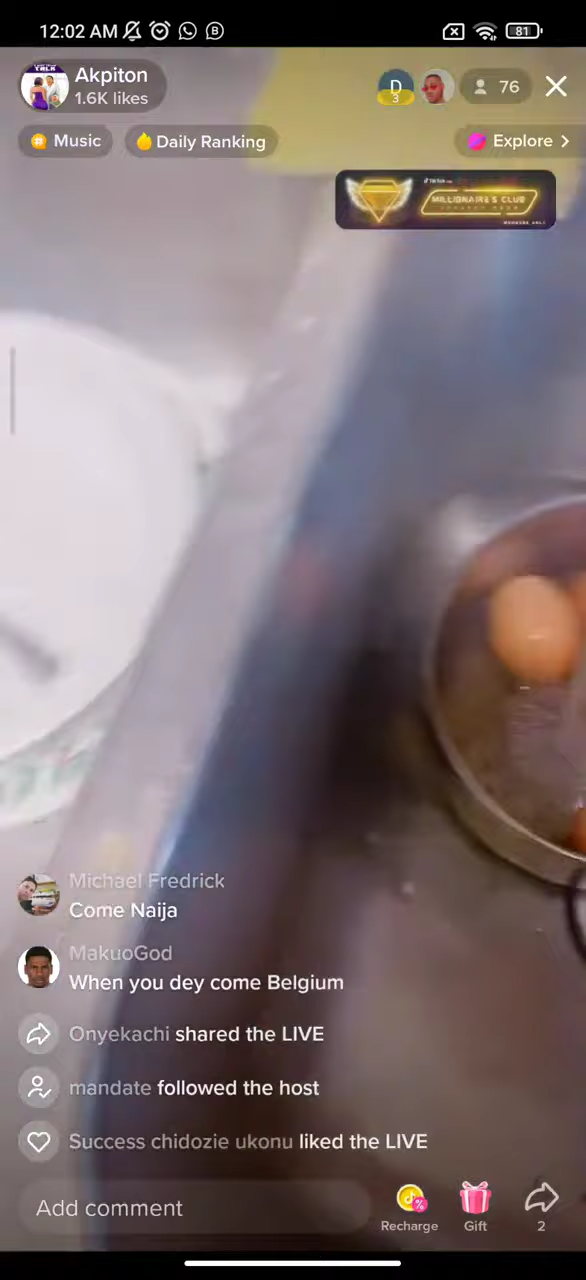 12:02 AM
81
Akpiton
1.6K likes
D
3
76
Music
Daily Ranking
Explore
TikTok
MILLIONAIRE'S CLUB
Michael Fredrick
Come Naija
MakuoGod
When you dey come Belgium
Onyekachi shared the LIVE
mandate followed the host
Success chidozie ukonu liked the LIVE
Add comment
Recharge
Gift
2